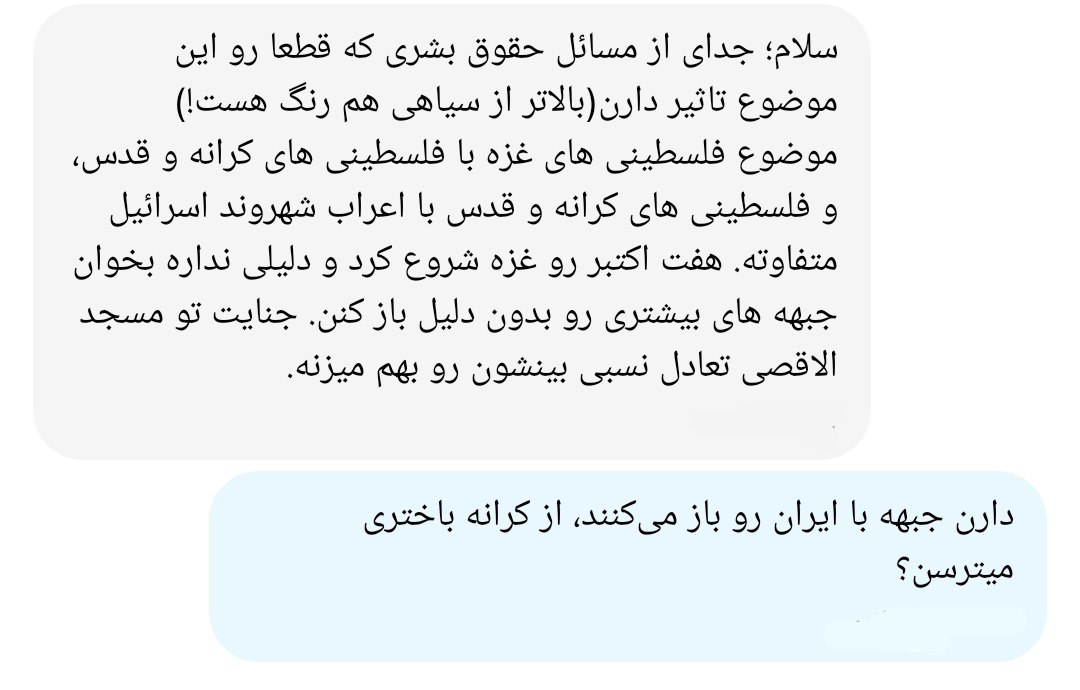 سلام؛ جدای از مسائل حقوق بشری که قطعا رو این
موضوع تاثیر دارن(بالاتر از سیاهی هم رنگ هست!)
موضوع فلسطینی های غزه با فلسطینی های کرانه و قدس،
و فلسطینی های کرانه و قدس با اعراب شهروند اسرائیل
متفاوته. هفت اکتبر رو غزه شروع کرد و دلیلی نداره بخوان
جبهه های بیشتری رو بدون دلیل باز کنن. جنایت تو مسجد
الاقصی تعادل نسبی بینشون رو بهم میزنه.
دارن جبهه با ایران رو باز می‌کنند، از کرانه باختری
میترسن؟